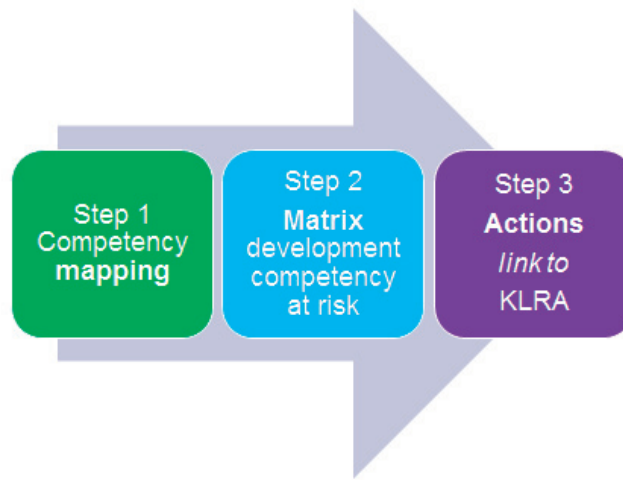 Step 1
Competency
mapping
Step 2
Matrix
development
competency
at risk
Step 3
Actions
link to
KLRA